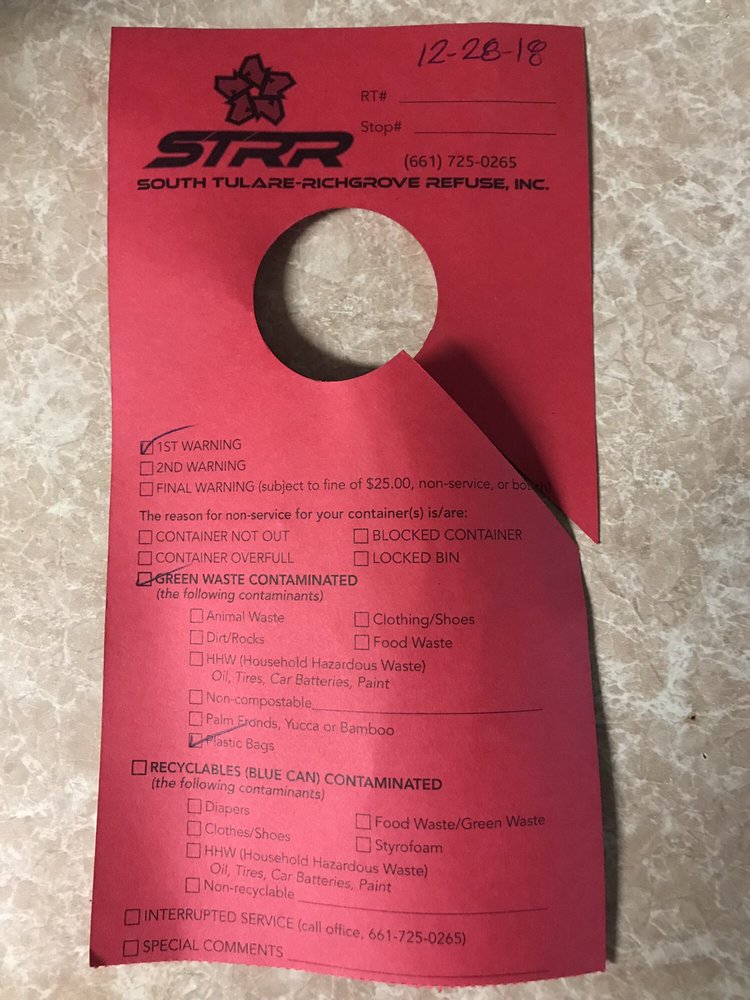 12-28-18
RT#
Stop#
STRR
(661) 725-0265
SOUTH TULARE-RICHGROVE REFUSE, INC.
1ST WARNING
2ND WARNING
FINAL WARNING (subject to fine of $25.00, non-service, or both)
The reason for non-service for your container(s) is/are:
CONTAINER NOT OUT BLOCKED CONTAINER
CONTAINER OVERFULL LOCKED BIN
GREEN WASTE CONTAMINATED
(the following contaminants)
Animal Waste Clothing/Shoes
Dirt/Rocks Food Waste
HHW (Household Hazardous Waste)
Oil, Tires, Car Batteries, Paint
Non-compostable
Palm Fronds, Yucca or Bamboo
Plastic Bags
RECYCLABLES (BLUE CAN) CONTAMINATED
(the following contaminants)
Diapers Food Waste/Green Waste
Clothes/Shoes Styrofoam
HHW (Household Hazardous Waste)
Oil, Tires, Car Batteries, Paint
Non-recyclable
INTERRUPTED SERVICE (call office, 661-725-0265)
SPECIAL COMMENTS